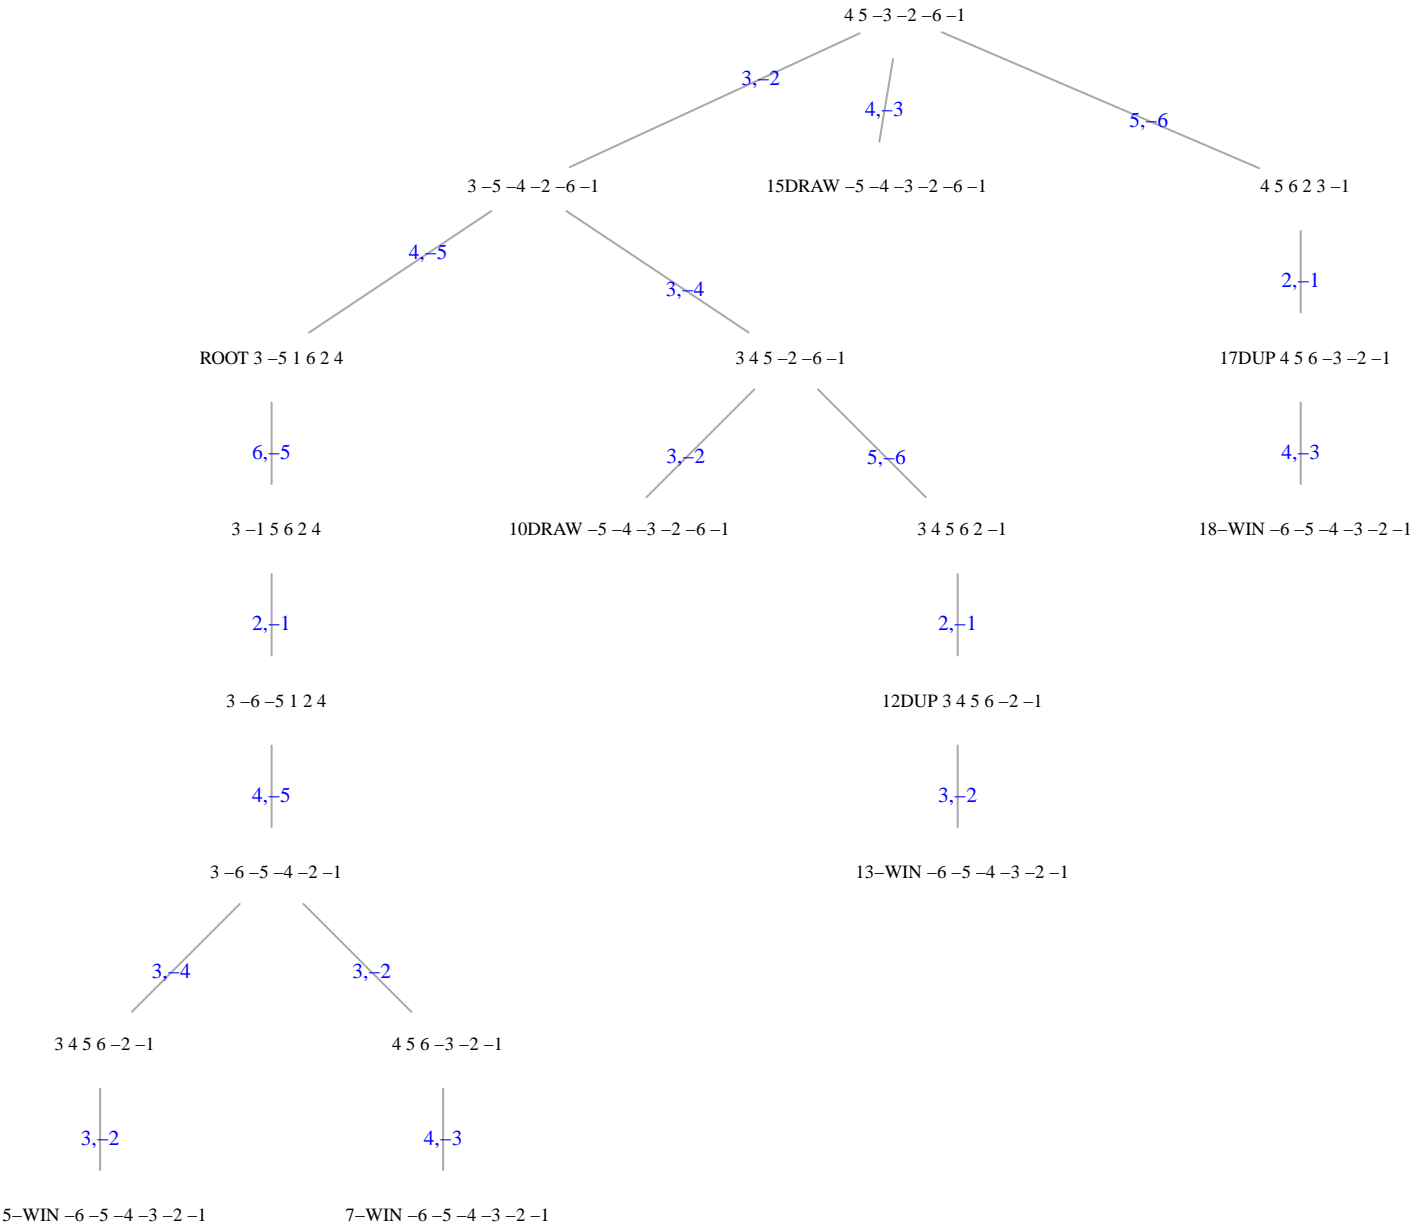 4 5 –3 –2 –6 –1
3,–2
4,–3
5,–6
3 –5 –4 –2 –6 –1
15DRAW –5 –4 –3 –2 –6 –1
4 5 6 2 3 –1
4,–5
3,–4
2,–1
ROOT 3 –5 1 6 2 4
3 4 5 –2 –6 –1
17DUP 4 5 6 –3 –2 –1
6,–5
3,–2
5,–6
4,–3
3 –1 5 6 2 4
10DRAW –5 –4 –3 –2 –6 –1
3 4 5 6 2 –1
18–WIN –6 –5 –4 –3 –2 –1
2,–1
2,–1
3 –6 –5 1 2 4
12DUP 3 4 5 6 –2 –1
4,–5
3,–2
3 –6 –5 –4 –2 –1
13–WIN –6 –5 –4 –3 –2 –1
3,–4
3,–2
3 4 5 6 –2 –1
4 5 6 –3 –2 –1
3,–2
4,–3
5–WIN –6 –5 –4 –3 –2 –1
7–WIN –6 –5 –4 –3 –2 –1